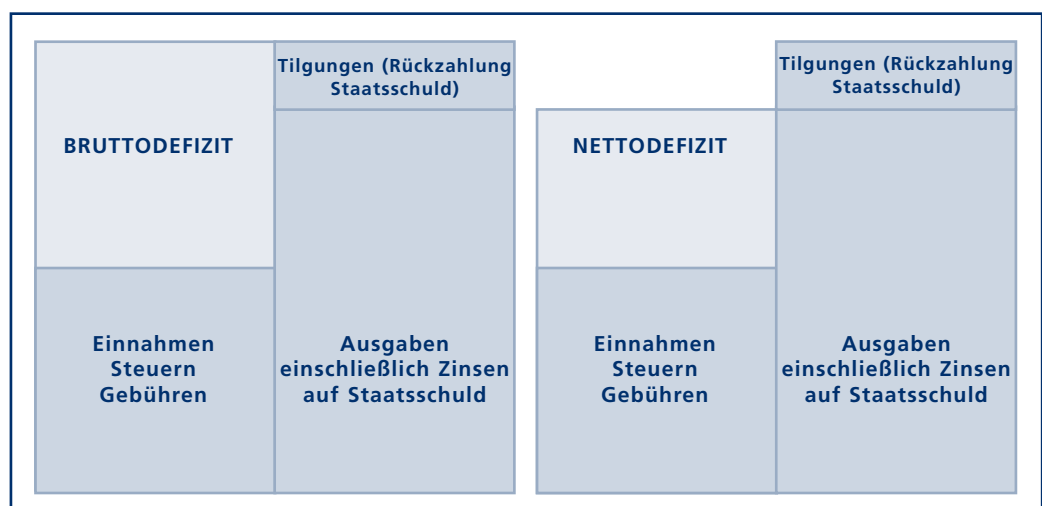 Tilgungen (Rückzahlung
Staatsschuld)
BRUTTODEFIZIT
Einnahmen
Steuern
Gebühren
Ausgaben
einschließlich Zinsen
auf Staatsschuld
Tilgungen (Rückzahlung
Staatsschuld)
NETTODEFIZIT
Einnahmen
Steuern
Gebühren
Ausgaben
einschließlich Zinsen
auf Staatsschuld